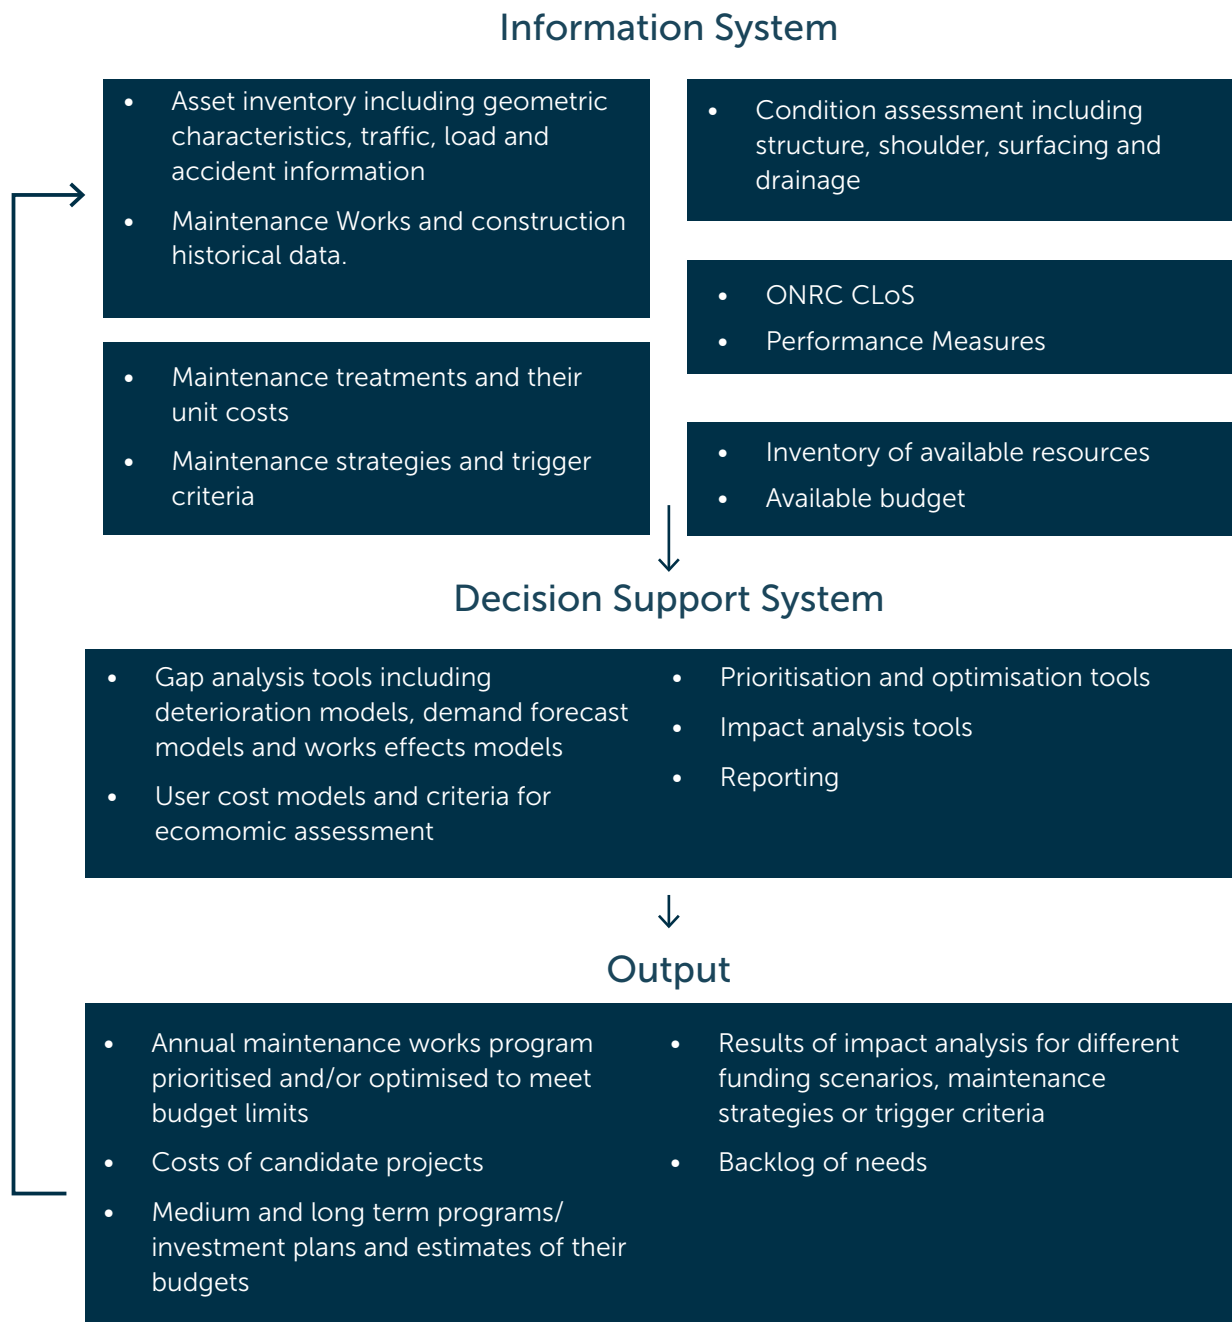 Information System
• Asset inventory including geometric
characteristics, traffic, load and
accident information
• Maintenance Works and construction
historical data.
• Condition assessment including
structure, shoulder, surfacing and
drainage
• ONRC CLoS
• Performance Measures
• Maintenance treatments and their
unit costs
• Maintenance strategies and trigger
criteria
• Inventory of available resources
• Available budget
Decision Support System
• Gap analysis tools including
deterioration models, demand forecast
models and works effects models
• User cost models and criteria for
ecomomic assessment
• Prioritisation and optimisation tools
• Impact analysis tools
• Reporting
Output
• Annual maintenance works program
prioritised and/or optimised to meet
budget limits
• Costs of candidate projects
• Medium and long term programs/
investment plans and estimates of their
budgets
• Results of impact analysis for different
funding scenarios, maintenance
strategies or trigger criteria
• Backlog of needs